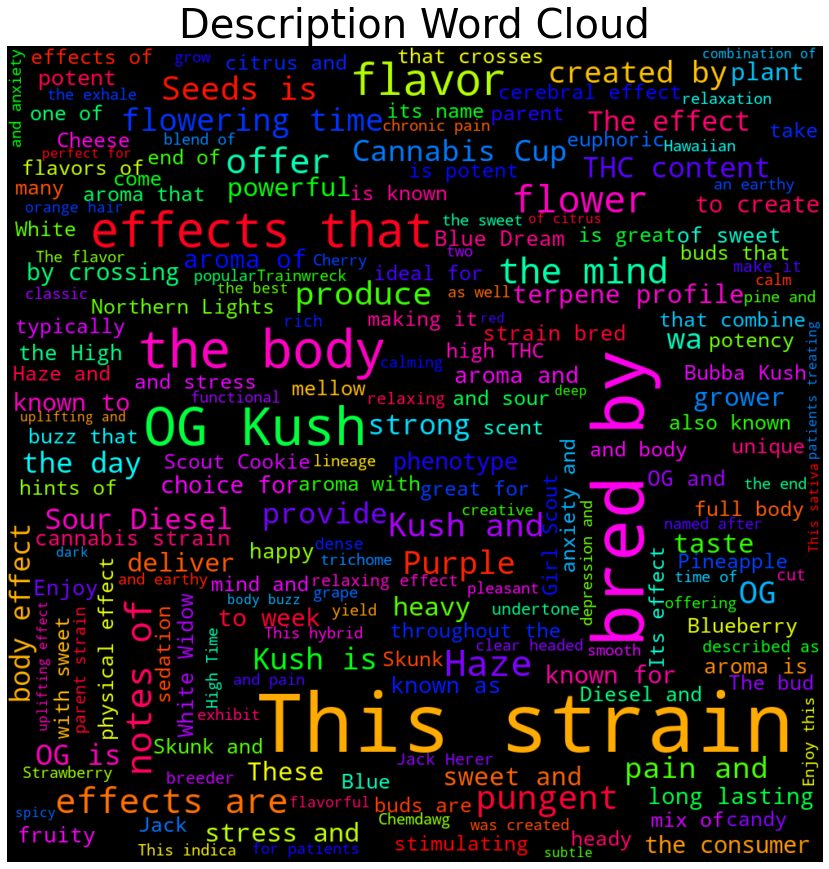 Description Word Cloud
effects of
grow
citrus and
that crosses
combination of
potent
the exhale
Seeds is
flavor
created by
plant
and anxiety
one of
flowering time
its name
cerebral effect
parent
relaxation
Cheese
blend of
chronic pain
The effect
take
perfect for
end of
offer
Cannabis Cup
euphoric
Hawaiian
flavors of
come
is potent
THC content
many
aroma that
powerful
is known
flower
an earthy
to create
orange hair
White
effects that
the sweet
of citrus
Blue Dream
is great
of sweet
The flavor
aroma of
Cherry
two
buds that
by crossing
popular
Trainwreck
ideal for
the mind
make it
calm
classic
the best
produce
as well
terpene profile
pine and
Northern Lights
rich
making it
red
strain bred
that combine
typically
the body
wa
potency
the High
calming
high THC
Haze and
and stress
mellow
aroma and
Bubba Kush
known to
functional
relaxing
and sour
deep
bred by
grower
patients treating
uplifting and
OG Kush
strong
scent
also known
buzz that
and body
unique
the day
Scout Cookie
lineage
phenotype
anxiety and
OG and
the end
This sativa
hints of
choice for
aroma with
great for
Girl Scout
full body
Sour Diesel
provide
creative
Kush and
depression and
named after
cannabis strain
dense
taste
body effect
dark
happy
trichome
Purple
Its effect
Pineapple
deliver
time of
cut
Enjoy
and earthy
mind and
relaxing effect
pleasant
offering
OG
physical effect
notes of
sedation
body buzz
grape
heavy
undertone
uplifting effect
with sweet
parent strain
White Widow
High Time
to week
yield
This hybrid
throughout the
clear headed
smooth
Blueberry
described as
Kush is
Skunk
Haze
known for
aroma is
and pain
known as
Diesel and
The bud
exhibit
This strain
Enjoy this
OG is
Skunk and
Jack Herer
Strawberry
breeder
These
Blue
sweet and
pain and
effects are
flavorful
buds are
pungent
long lasting
spicy
Jack
Chemdawg
was created
mix of
candy
fruity
stress and
heady
This indica
for patients
stimulating
subtle
the consumer